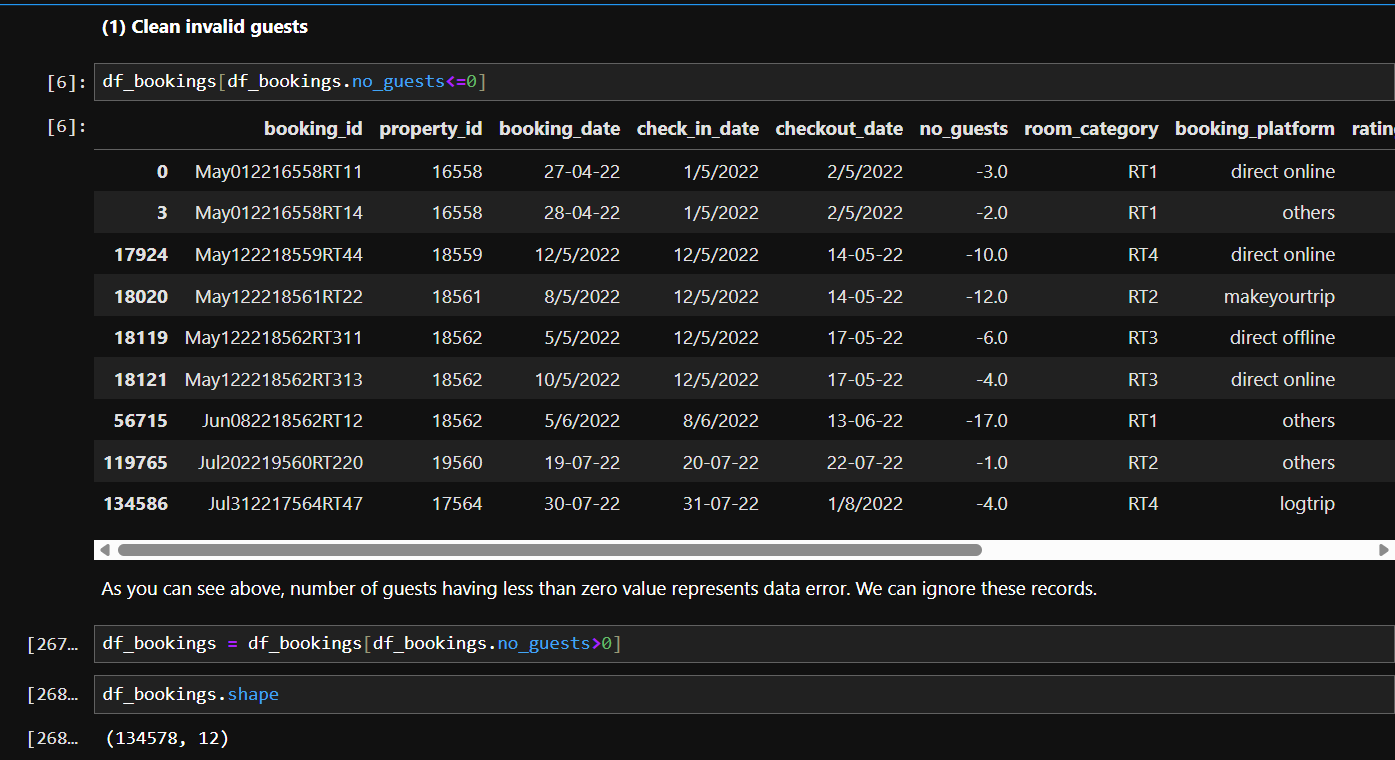 (1) Clean invalid guests
[6]: df_bookings[df_bookings.no_guests<=0]
[6]: booking_id property_id booking_date check_in_date checkout_date no_guests room_category booking_platform ratin
0 May012216558RT11 16558 27-04-22 1/5/2022 2/5/2022 -3.0 RT1 direct online
3 May012216558RT14 16558 28-04-22 1/5/2022 2/5/2022 -2.0 RT1 others
17924 May122218559RT44 18559 12/5/2022 12/5/2022 14-05-22 -10.0 RT4 direct online
18020 May122218561RT22 18561 8/5/2022 12/5/2022 14-05-22 -12.0 RT2 makeyourtrip
18119 May122218562RT311 18562 5/5/2022 12/5/2022 17-05-22 -6.0 RT3 direct offline
18121 May122218562RT313 18562 10/5/2022 12/5/2022 17-05-22 -4.0 RT3 direct online
56715 Jun082218562RT12 18562 5/6/2022 8/6/2022 13-06-22 -17.0 RT1 others
119765 Jul202219560RT220 19560 19-07-22 20-07-22 22-07-22 -1.0 RT2 others
134586 Jul312217564RT47 17564 30-07-22 31-07-22 1/8/2022 -4.0 RT4 logtrip
As you can see above, number of guests having less than zero value represents data error. We can ignore these records.
[267… df_bookings = df_bookings[df_bookings.no_guests>0]
[268… df_bookings.shape
[268… (134578, 12)